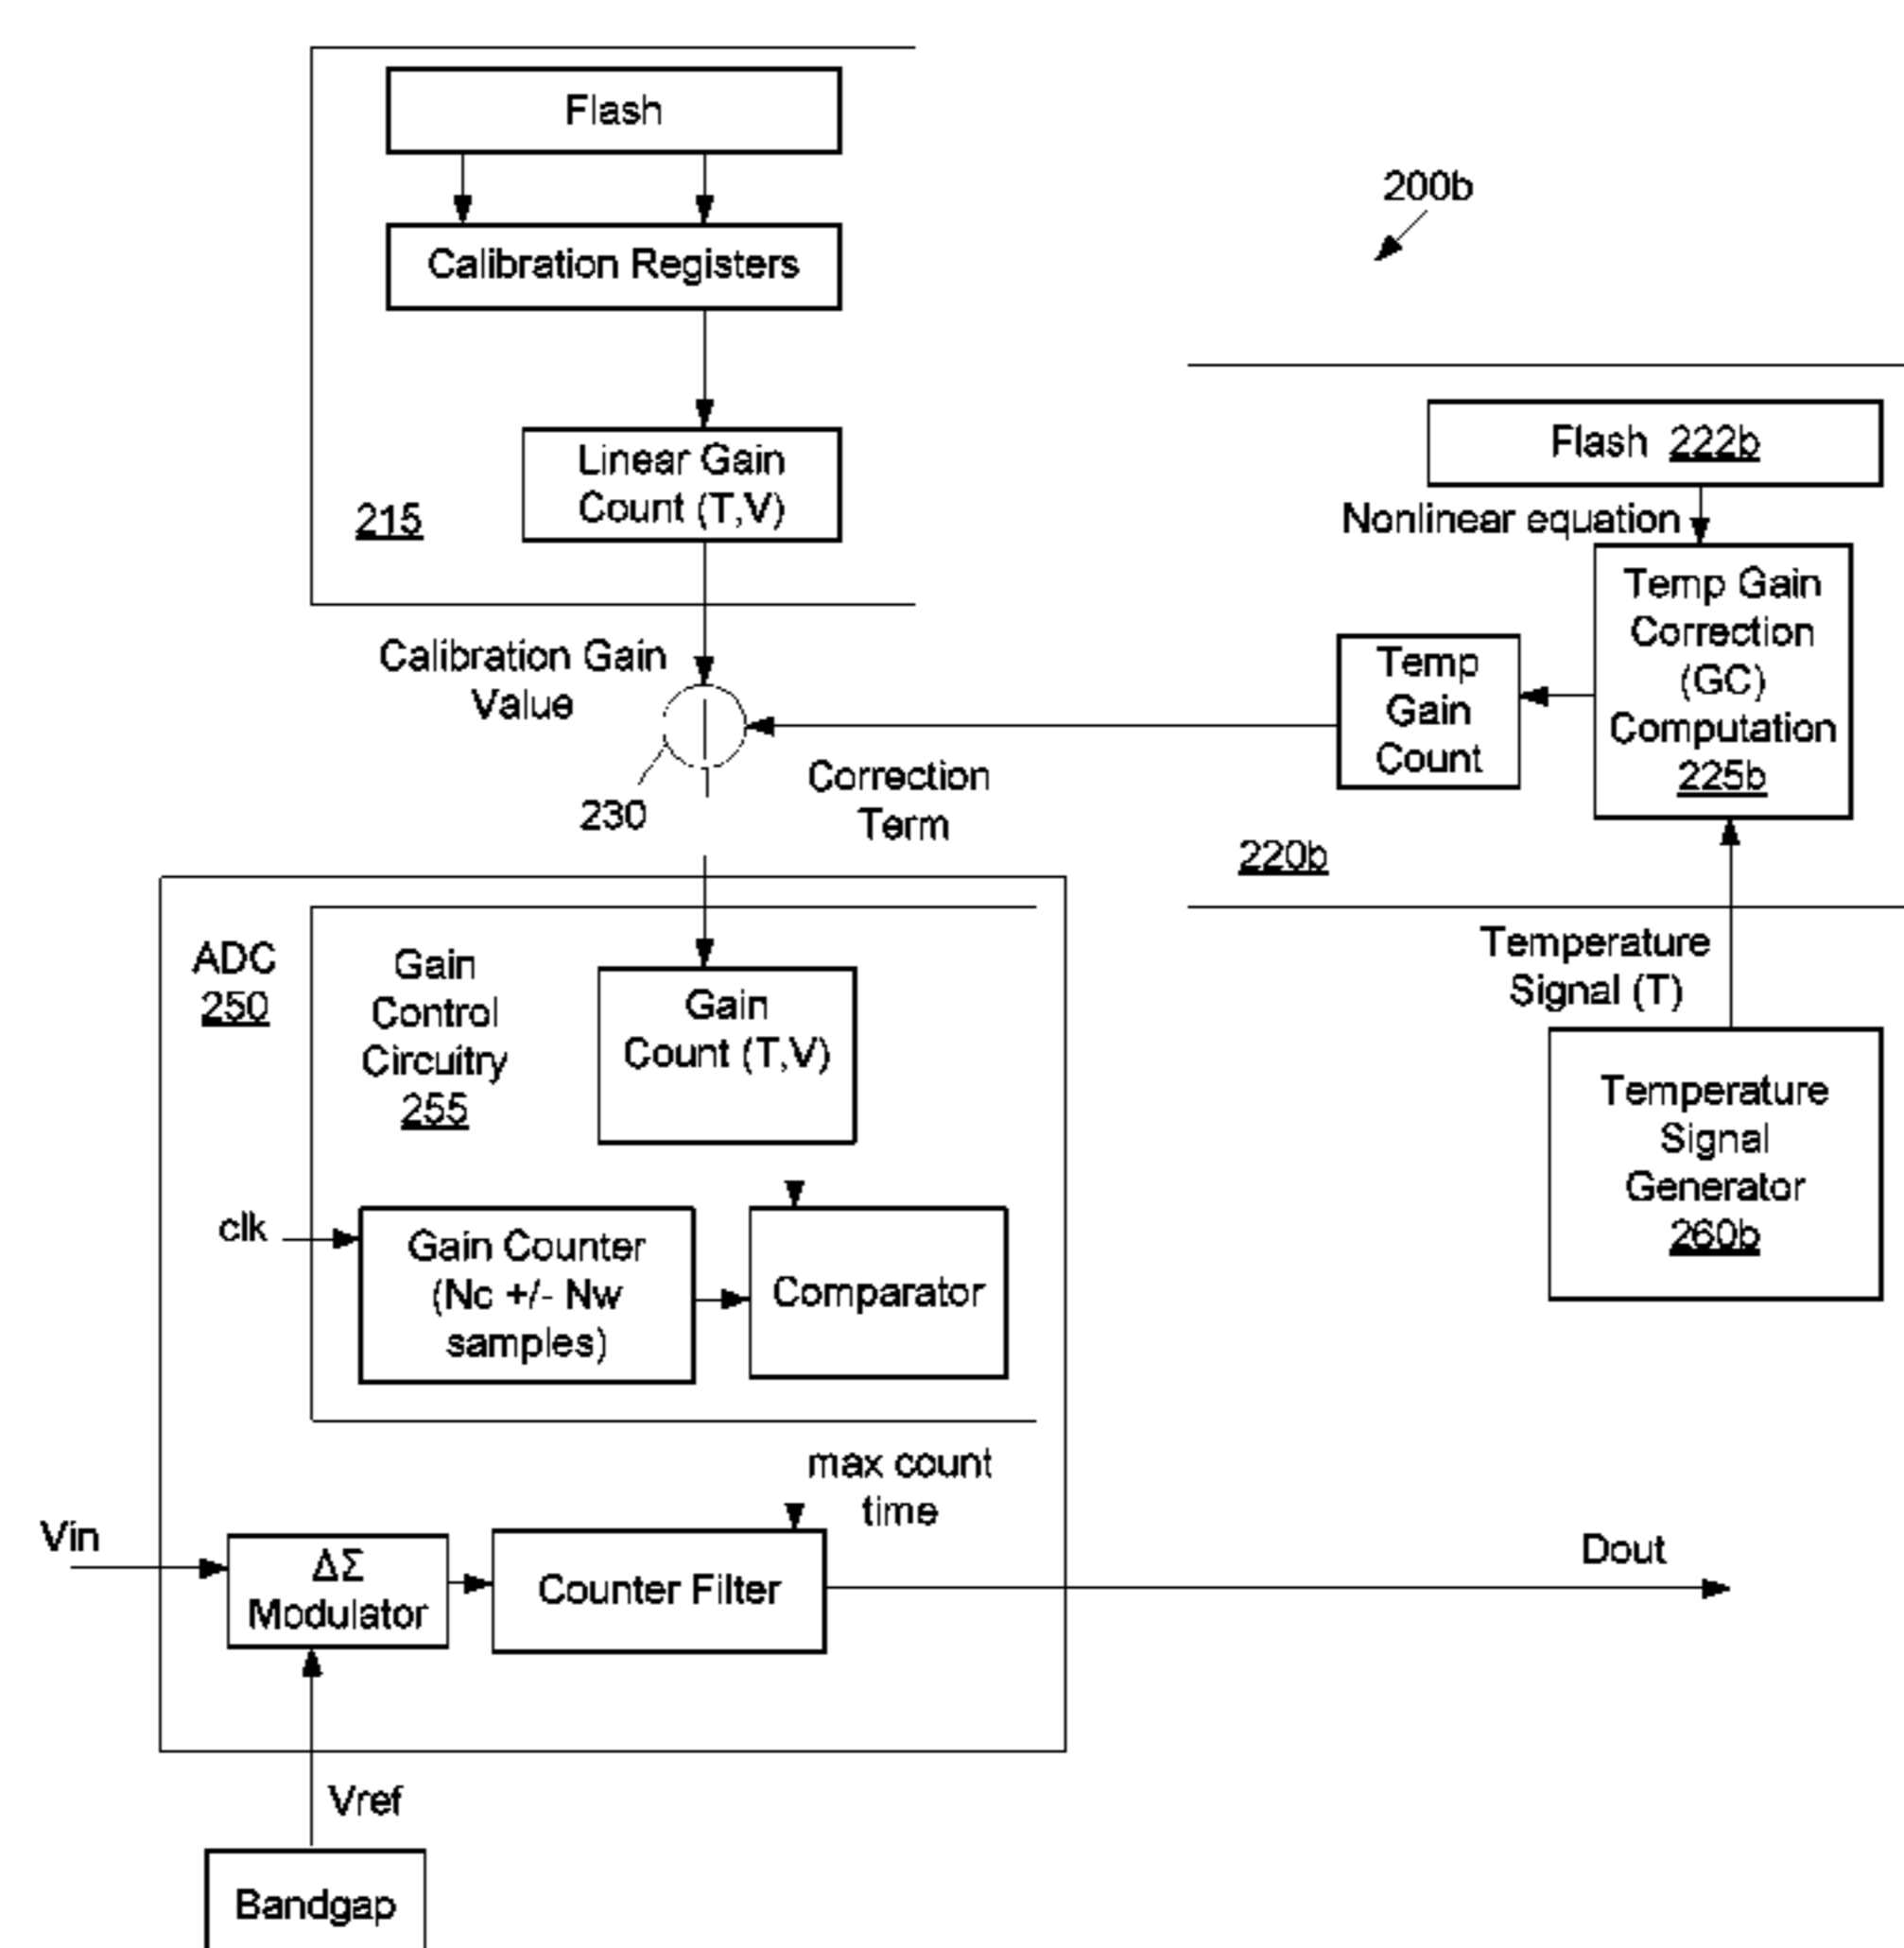 Flash
200b
Calibration Registers
Flash 222b
Linear Gain
Count (T,V)
215
Nonlinear equation
Temp Gain
Correction
(GC)
Computation
225b
Calibration Gain
Value
Temp
Gain
Count
230
Correction
Term
220b
ADC
250
Gain
Control
Circuitry
255
Gain
Count (T,V)
Temperature
Signal (T)
Temperature
Signal
Generator
260b
clk
Gain Counter
(Nc +/- Nw
samples)
Comparator
max count
time
Vin
ΔΣ
Modulator
Counter Filter
Dout
Vref
Bandgap